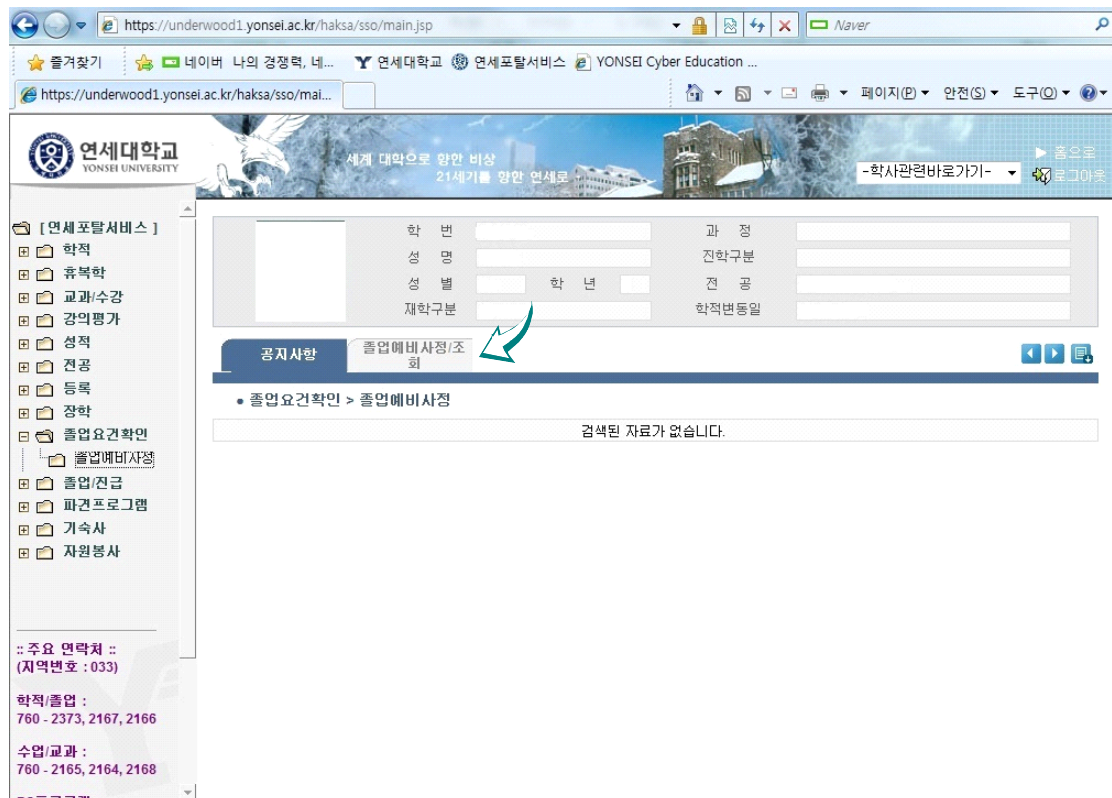 https://underwood1.yonsei.ac.kr/haksa/sso/main.jsp
Naver
즐겨찾기
네이버 나의 경쟁력, 네...
연세대학교
연세포탈서비스
YONSEI Cyber Education ...
https://underwood1.yonsei.ac.kr/haksa/sso/mai...
페이지(P)
안전(S)
도구(O)
연세대학교
YONSEI UNIVERSITY
세계 대학으로 향한 비상
21세기를 향한 연세로
-학사관련바로가기-
홈으로
로그아웃
[연세포탈서비스]
학적
휴복학
교과/수강
강의평가
성적
전공
등록
장학
졸업요건확인
졸업예비사정
졸업/진급
파견프로그램
기숙사
자원봉사
:: 주요 연락처 ::
(지역번호 : 033)
학적/졸업 :
760 - 2373, 2167, 2166
수업/교과 :
760 - 2165, 2164, 2168
학 번
과 정
성 명
진학구분
성 별
학 년
전 공
재학구분
학적변동일
공지사항
졸업예비사정/조
회
• 졸업요건확인 > 졸업예비사정
검색된 자료가 없습니다.